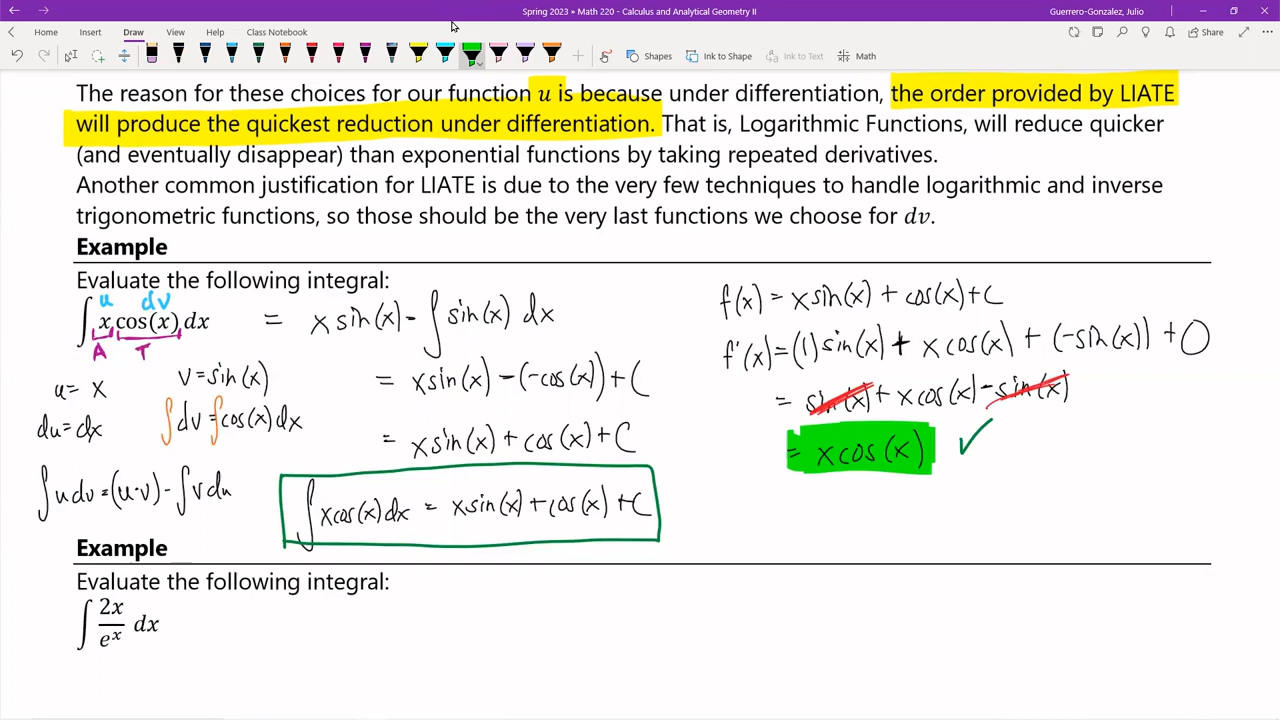 Spring 2023 » Math 220 - Calculus and Analytical Geometry II
Guerrero-Gonzalez, Julio
Home Insert Draw View Help Class Notebook
Share
Shapes Ink to Shape Ink to Text Math
The reason for these choices for our function u is because under differentiation, the order provided by LIATE
will produce the quickest reduction under differentiation. That is, Logarithmic Functions, will reduce quicker
(and eventually disappear) than exponential functions by taking repeated derivatives.
Another common justification for LIATE is due to the very few techniques to handle logarithmic and inverse
trigonometric functions, so those should be the very last functions we choose for dv.
Example
Evaluate the following integral:
u dv
∫ x cos(x) dx = x sin(x) - ∫ sin(x) dx
A T
u = x v = sin(x)
du = dx ∫ dv = ∫ cos(x) dx
∫ u dv = (u·v) - ∫ v du
= x sin(x) - (-cos(x)) + C
= x sin(x) + cos(x) + C
∫ x cos(x) dx = x sin(x) + cos(x) + C
f(x) = x sin(x) + cos(x) + C
f'(x) = (1) sin(x) + x cos(x) + (-sin(x)) + 0
= sin(x) + x cos(x) - sin(x)
= x cos(x) ✓
Example
Evaluate the following integral:
∫ 2x/eˣ dx